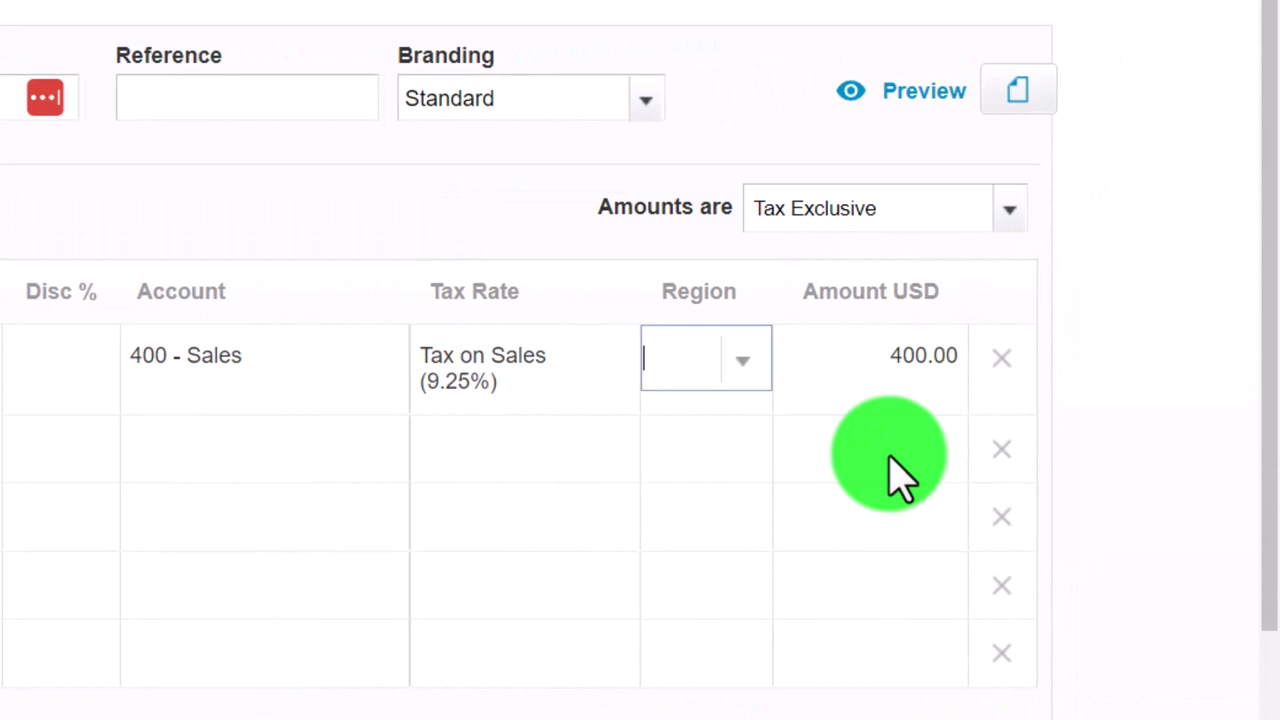 Reference
Branding
Standard
Preview
Amounts are
Tax Exclusive
Disc %
Account
Tax Rate
Region
Amount USD
400 - Sales
Tax on Sales
(9.25%)
400.00